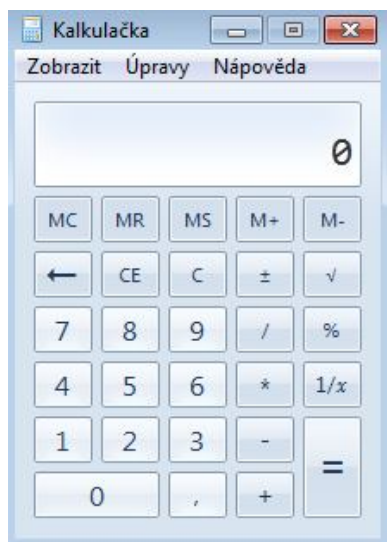 Kalkulačka
Zobrazit Úpravy Nápověda
0
MC MR MS M+ M-
← CE C ± √
7 8 9 / %
4 5 6 * 1/x
1 2 3 - =
0 , +